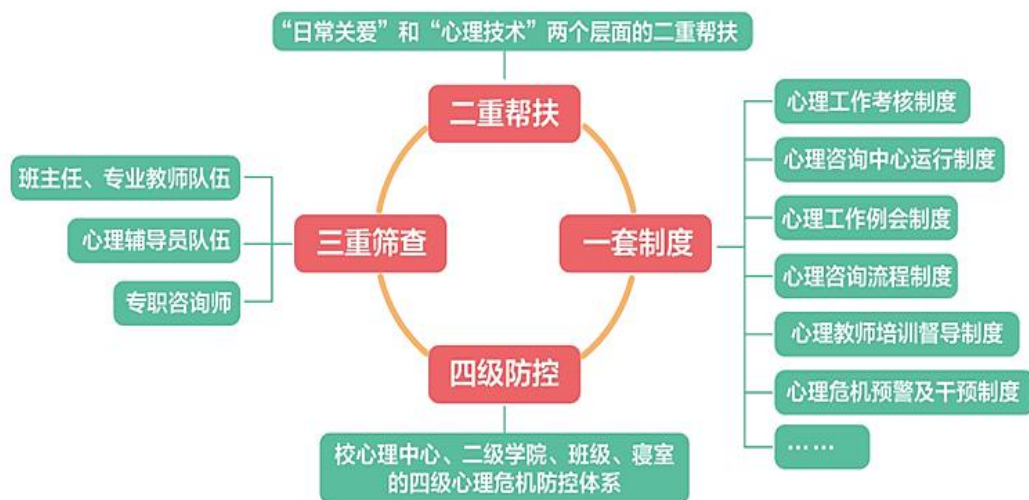 “日常关爱”和“心理技术”两个层面的二重帮扶
二重帮扶
班主任、专业教师队伍
心理辅导员队伍
专职咨询师
三重筛查
一套制度
心理工作考核制度
心理咨询中心运行制度
心理工作例会制度
心理咨询流程制度
心理教师培训督导制度
心理危机预警及干预制度
……
四级防控
校心理中心、二级学院、班级、寝室
的四级心理危机防控体系